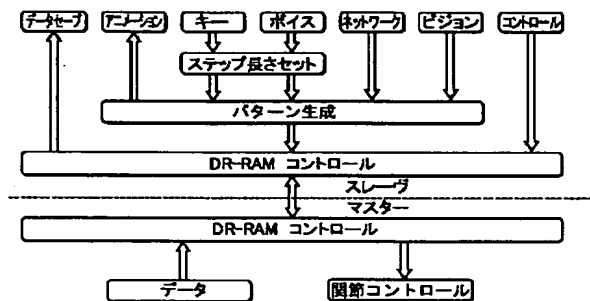 データセーブ アニメーション キー ボイス ネットワーク ビジョン コントロール
ステップ長さセット
パターン生成
DR-RAM コントロール
スレーヴ
マスター
DR-RAM コントロール
データ 関節コントロール